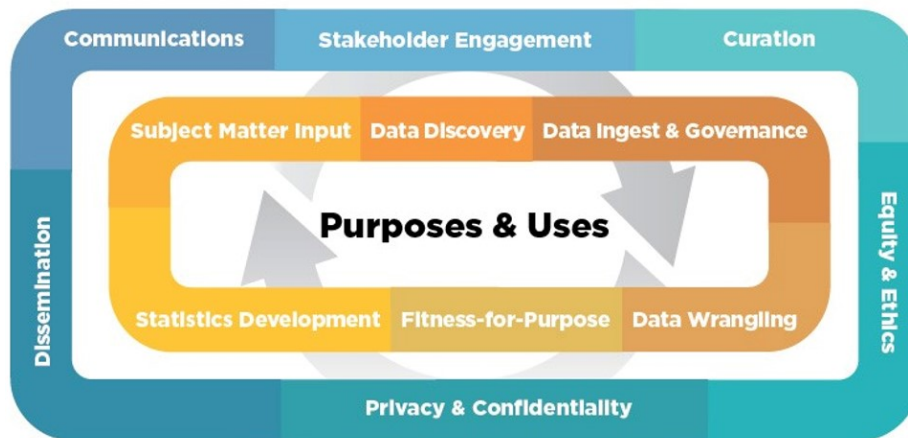 Communications
Stakeholder Engagement
Curation
Subject Matter Input
Data Discovery
Data Ingest & Governance
Purposes & Uses
Dissemination
Equity & Ethics
Statistics Development
Fitness-for-Purpose
Data Wrangling
Privacy & Confidentiality